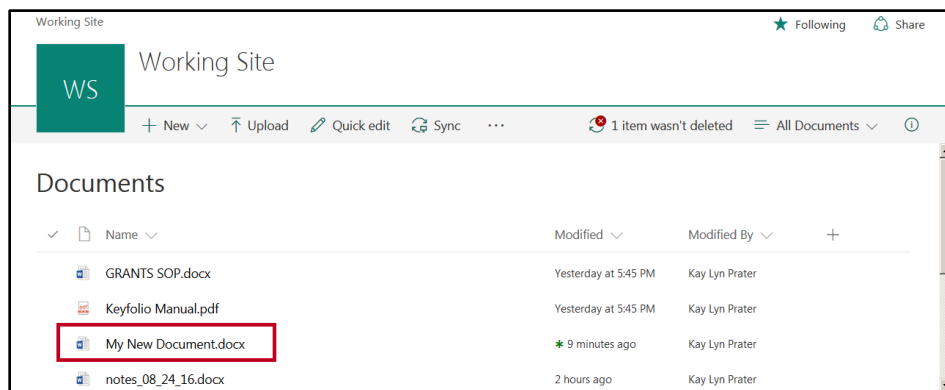 Working Site
Following Share
WS
Working Site
New Upload Quick edit Sync ... 1 item wasn't deleted All Documents
Documents
Name Modified Modified By
GRANTS SOP.docx Yesterday at 5:45 PM Kay Lyn Prater
Keyfolio Manual.pdf Yesterday at 5:45 PM Kay Lyn Prater
My New Document.docx 9 minutes ago Kay Lyn Prater
notes_08_24_16.docx 2 hours ago Kay Lyn Prater